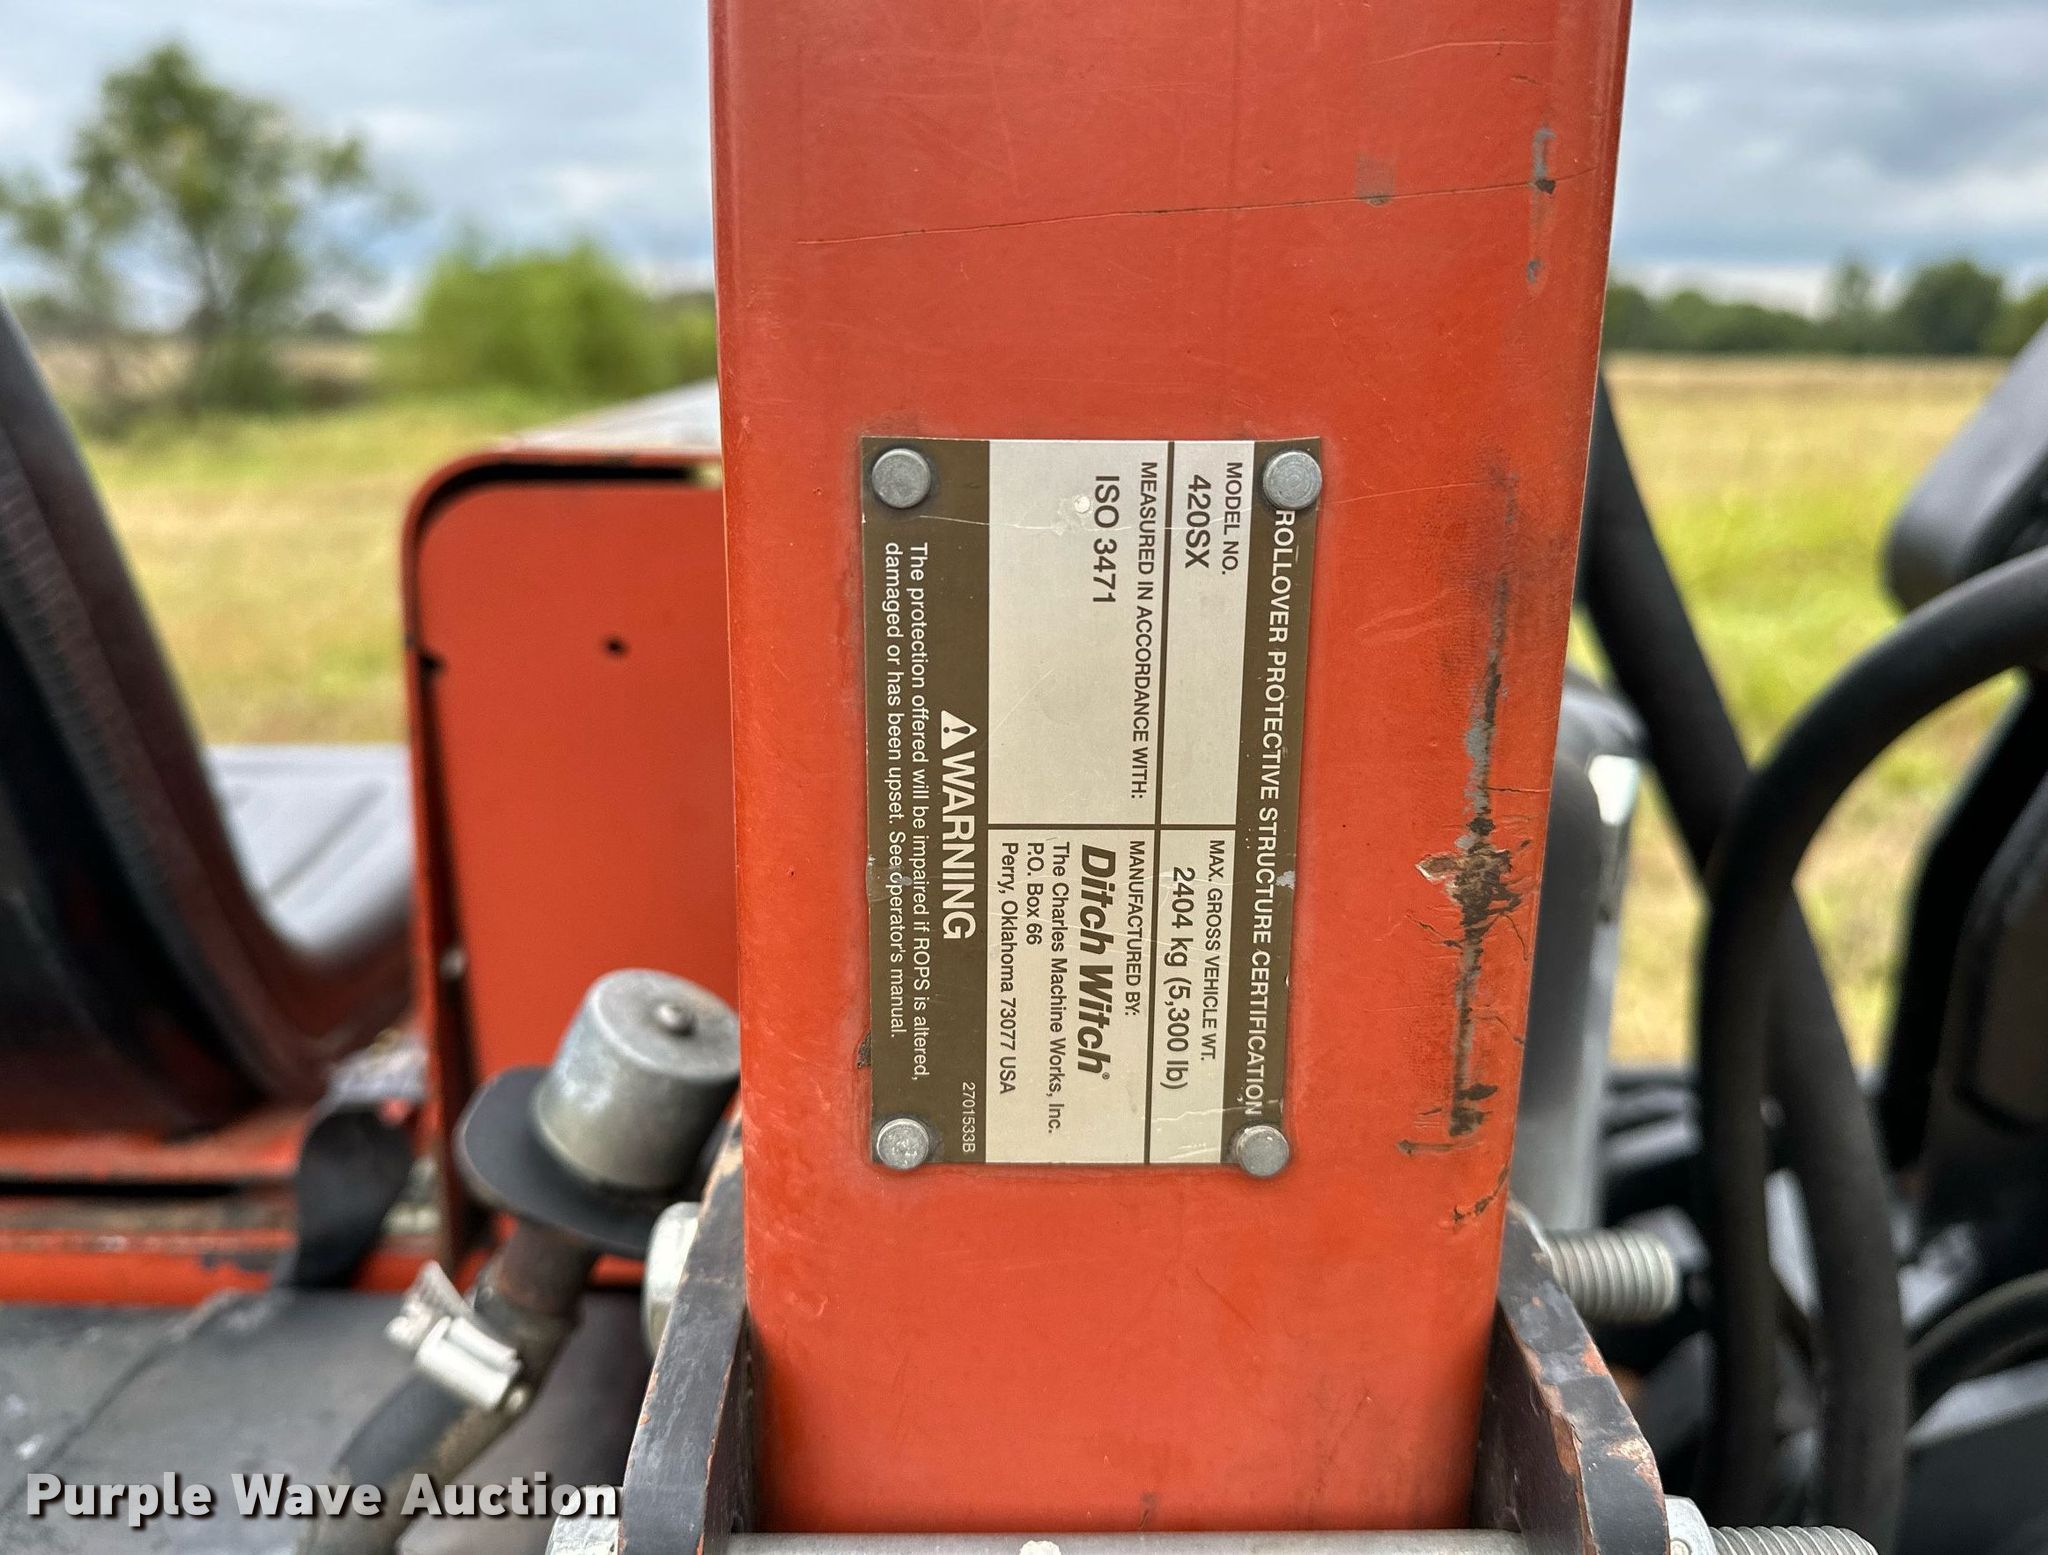 ROLLOVER PROTECTIVE STRUCTURE CERTIFICATION
MODEL NO.
420SX
MAX. GROSS VEHICLE WT.
2404 kg (5,300 lb)
MEASURED IN ACCORDANCE WITH:
ISO 3471
MANUFACTURED BY:
Ditch Witch®
The Charles Machine Works, Inc.
P.O. Box 66
Perry, Oklahoma 73077 USA
⚠WARNING
The protection offered will be impaired if ROPS is altered,
damaged or has been upset. See operator's manual.
2701533B
Purple Wave Auction